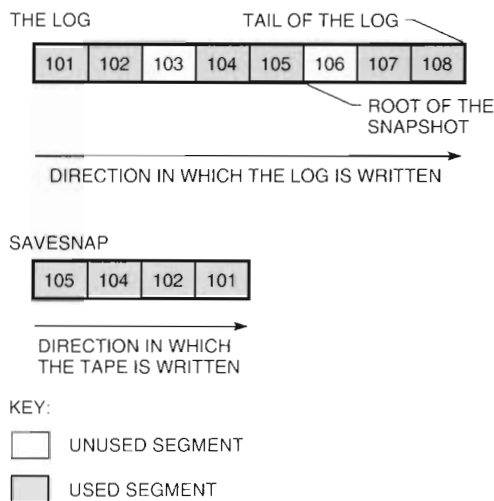 THE LOG
TAIL OF THE LOG
101 102 103 104 105 106 107 108
ROOT OF THE
SNAPSHOT
DIRECTION IN WHICH THE LOG IS WRITTEN
SAVESNAP
105 104 102 101
DIRECTION IN WHICH
THE TAPE IS WRITTEN
KEY:
UNUSED SEGMENT
USED SEGMENT